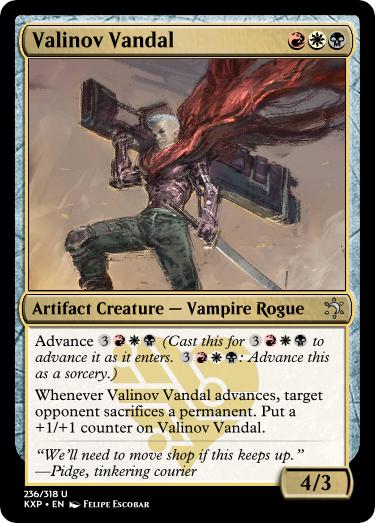 Valinov Vandal
Artifact Creature — Vampire Rogue
Advance 3 (Cast this for 3 to
advance it as it enters. 3: Advance this
as a sorcery.)
Whenever Valinov Vandal advances, target
opponent sacrifices a permanent. Put a
+1/+1 counter on Valinov Vandal.
“We’ll need to move shop if this keeps up.”
—Pidge, tinkering courier
4/3
236/318 U
KXP • EN Felipe Escobar